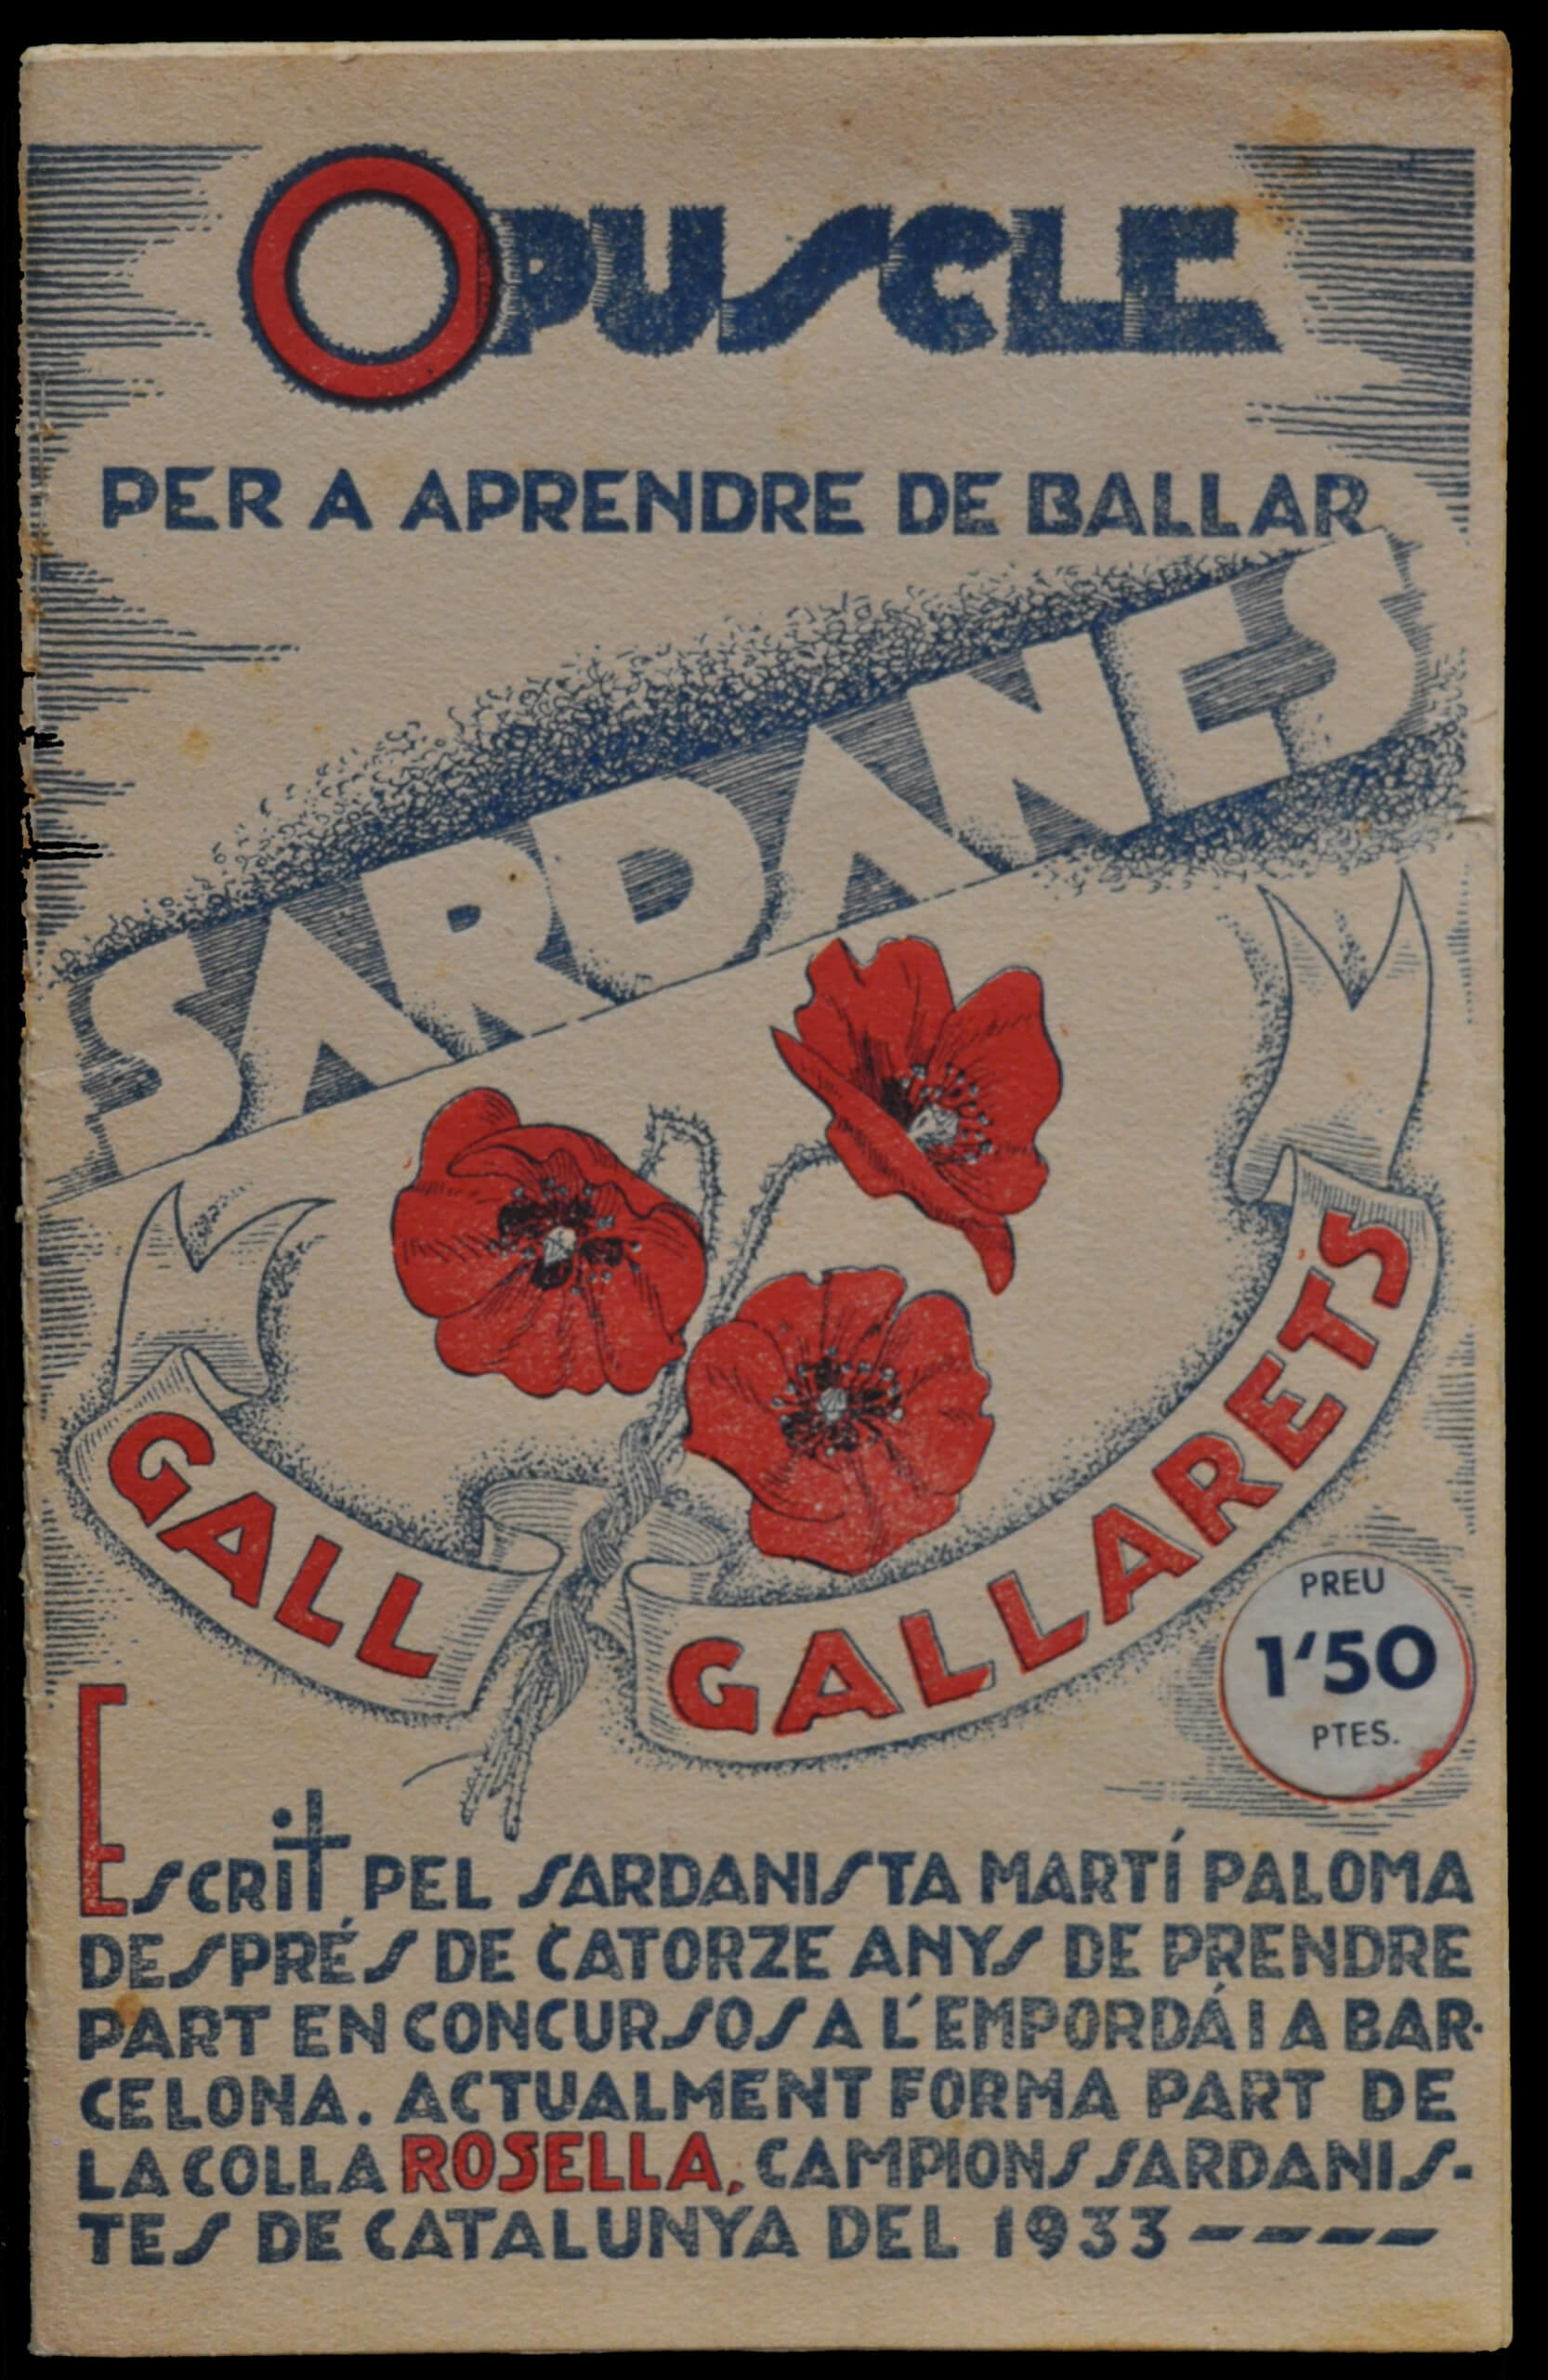 OPUSCLE
PER A APRENDRE DE BALLAR
SARDANES
GALL GALLARETS
PREU
1'50
PTES.
ESCRIT PEL SARDANISTA MARTÍ PALOMA
DESPRÉS DE CATORZE ANYS DE PRENDRE
PART EN CONCURSOS A L'EMPORDÁ I A BAR-
CELONA. ACTUALMENT FORMA PART DE
LA COLLA ROSELLA, CAMPIONS SARDANIS-
TES DE CATALUNYA DEL 1933 ----